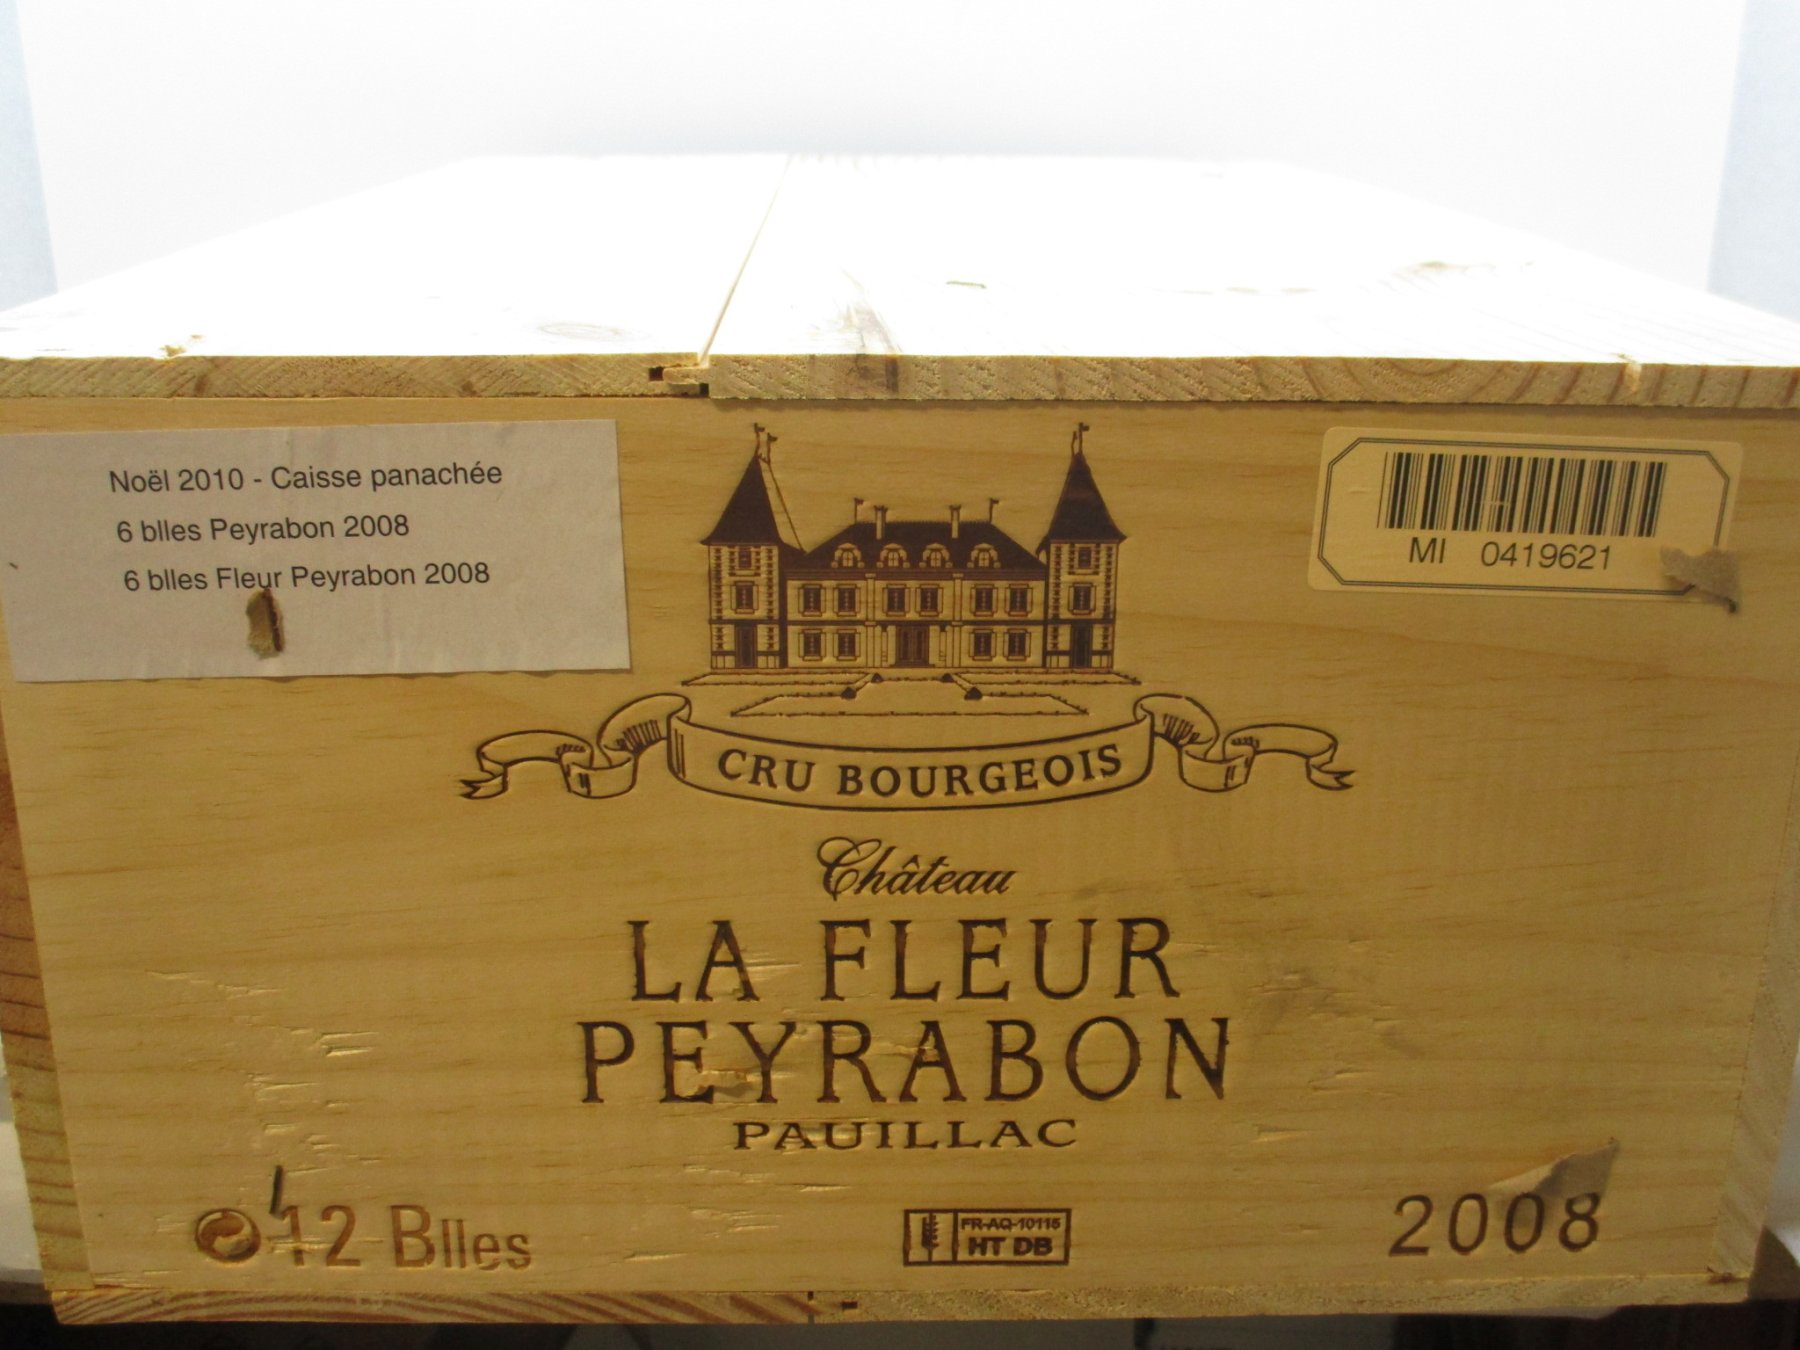 Noël 2010 - Caisse panachée
6 blles Peyrabon 2008
6 blles Fleur Peyrabon 2008
MI 0419621
CRU BOURGEOIS
Château
LA FLEUR
PEYRABON
PAUILLAC
12 Blles
FR-AQ-10115
HT DB
2008